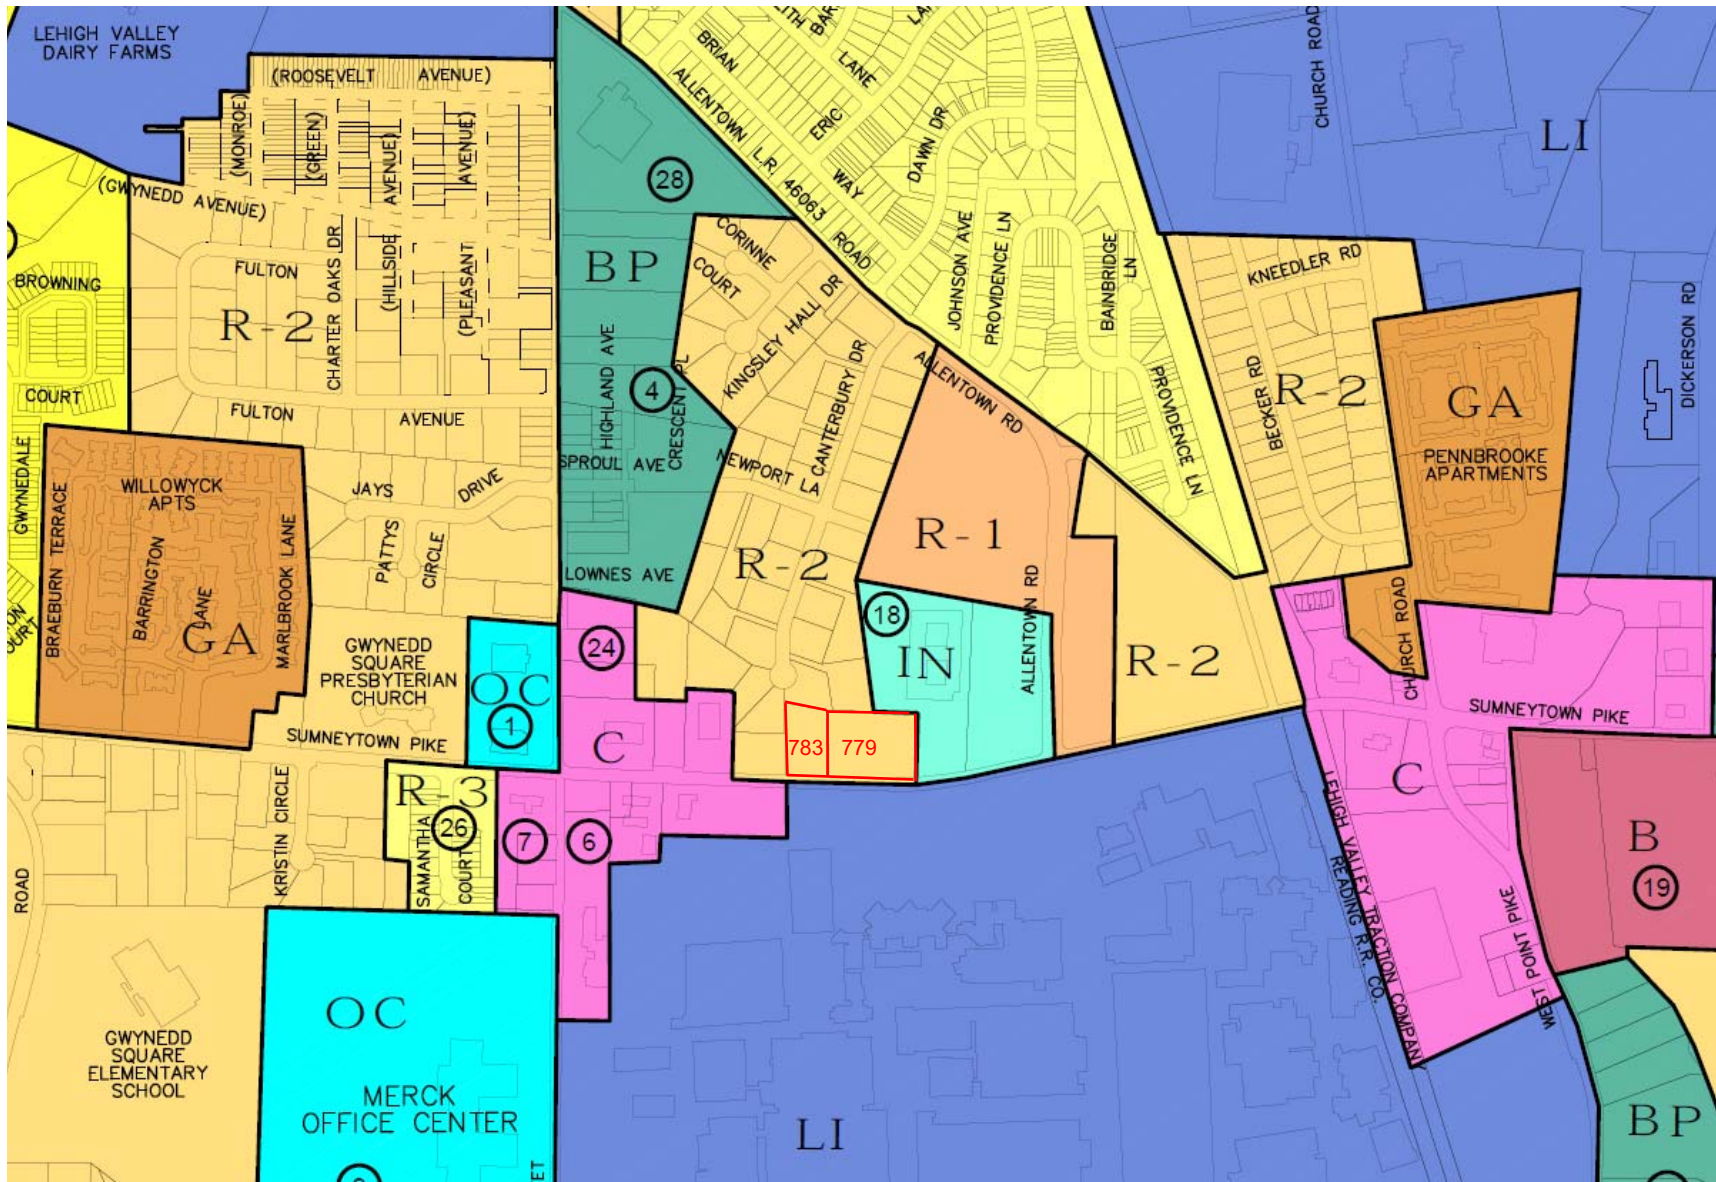 LEHIGH VALLEY
DAIRY FARMS
(ROOSEVELT AVENUE)
(MONROE)
(GREEN)
(HILLSIDE AVENUE)
(PLEASANT AVENUE)
(GWYNEDD AVENUE)
BROWNING
COURT
GWYNEDALE
FULTON
CHARTER OAKS DR
R-2
FULTON AVENUE
WILLOWYCK
APTS
BRAEBURN TERRACE
BARRINGTON
LANE
MARLBROOK LANE
GA
JAYS DRIVE
PATTYS
CIRCLE
GWYNEDD
SQUARE
PRESBYTERIAN
CHURCH
OC
1
SUMNEYTOWN PIKE
KRISTIN CIRCLE
R-3
26
SAMANTHA
COURT
ROAD
GWYNEDD
SQUARE
ELEMENTARY
SCHOOL
OC
MERCK
OFFICE CENTER
28
BP
4
HIGHLAND AVE
CRESCENT PL
SPROUL AVE
LOWNES AVE
24
C
7
6
BRIAN
WAY
ERIC
LANE
DAWN DR
ALLENTOWN L.R. 46063
ROAD
CORINNE
COURT
KINGSLEY HALL DR
CANTERBURY DR
NEWPORT LA
R-2
783
779
JOHNSON AVE
PROVIDENCE LN
BAINBRIDGE
LN
PROVIDENCE LN
ALLENTOWN RD
R-1
ALLENTOWN RD
18
IN
R-2
CHURCH ROAD
LI
KNEEDLER RD
BECKER RD
R-2
GA
PENNBROOKE
APARTMENTS
DICKERSON RD
CHURCH ROAD
SUMNEYTOWN PIKE
C
LEHIGH VALLEY TRACTION COMPANY
READING R.R. CO.
WEST POINT PIKE
B
19
BP
LI